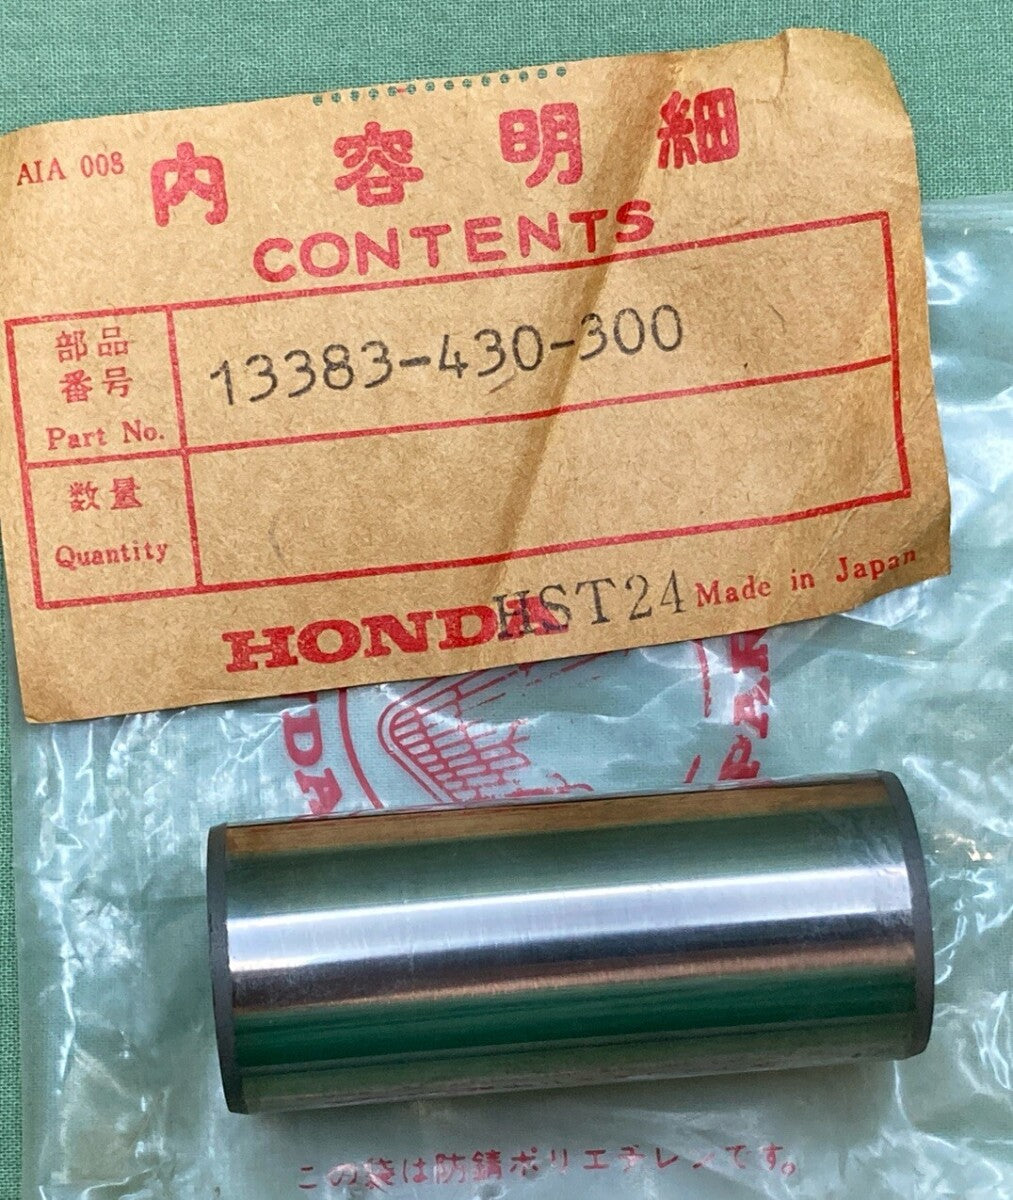 AIA 008
内容明細
CONTENTS
部品
番号
Part No.
13383-430-300
数量
Quantity
HONDA
HST24
Made in Japan
この袋は防錆ポリエチレンです。